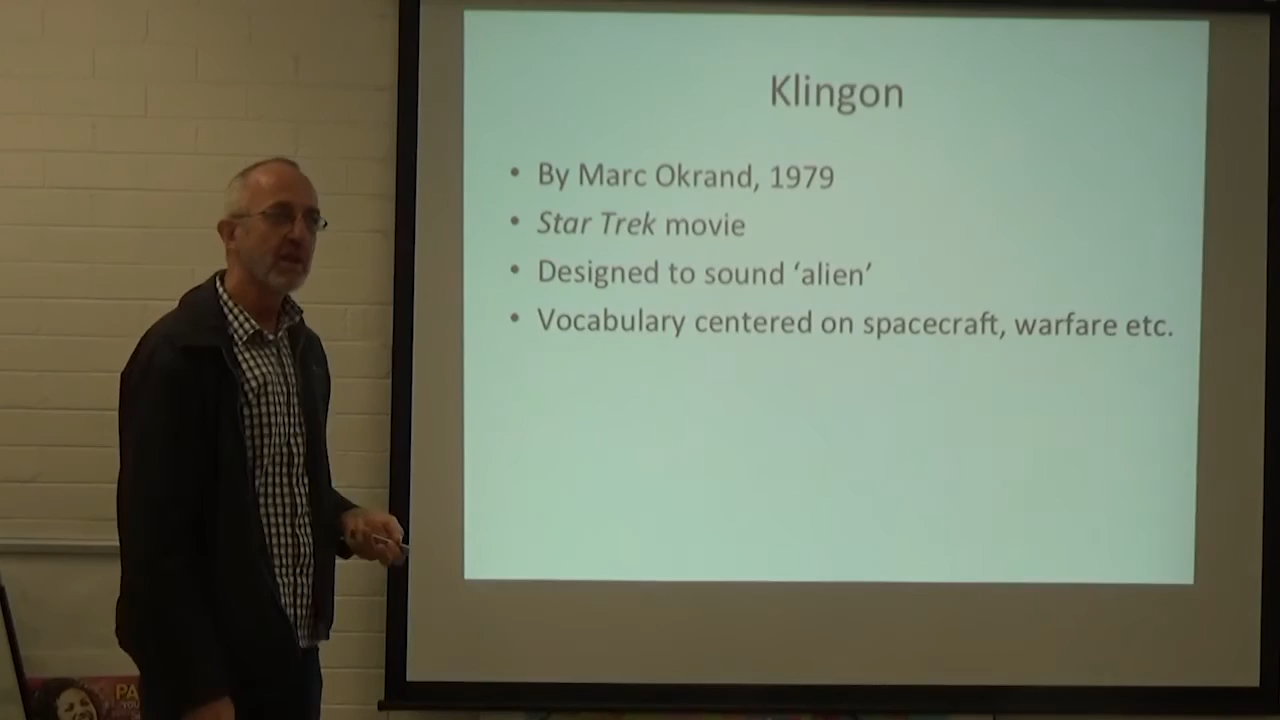 Klingon
• By Marc Okrand, 1979
• Star Trek movie
• Designed to sound ‘alien’
• Vocabulary centered on spacecraft, warfare etc.